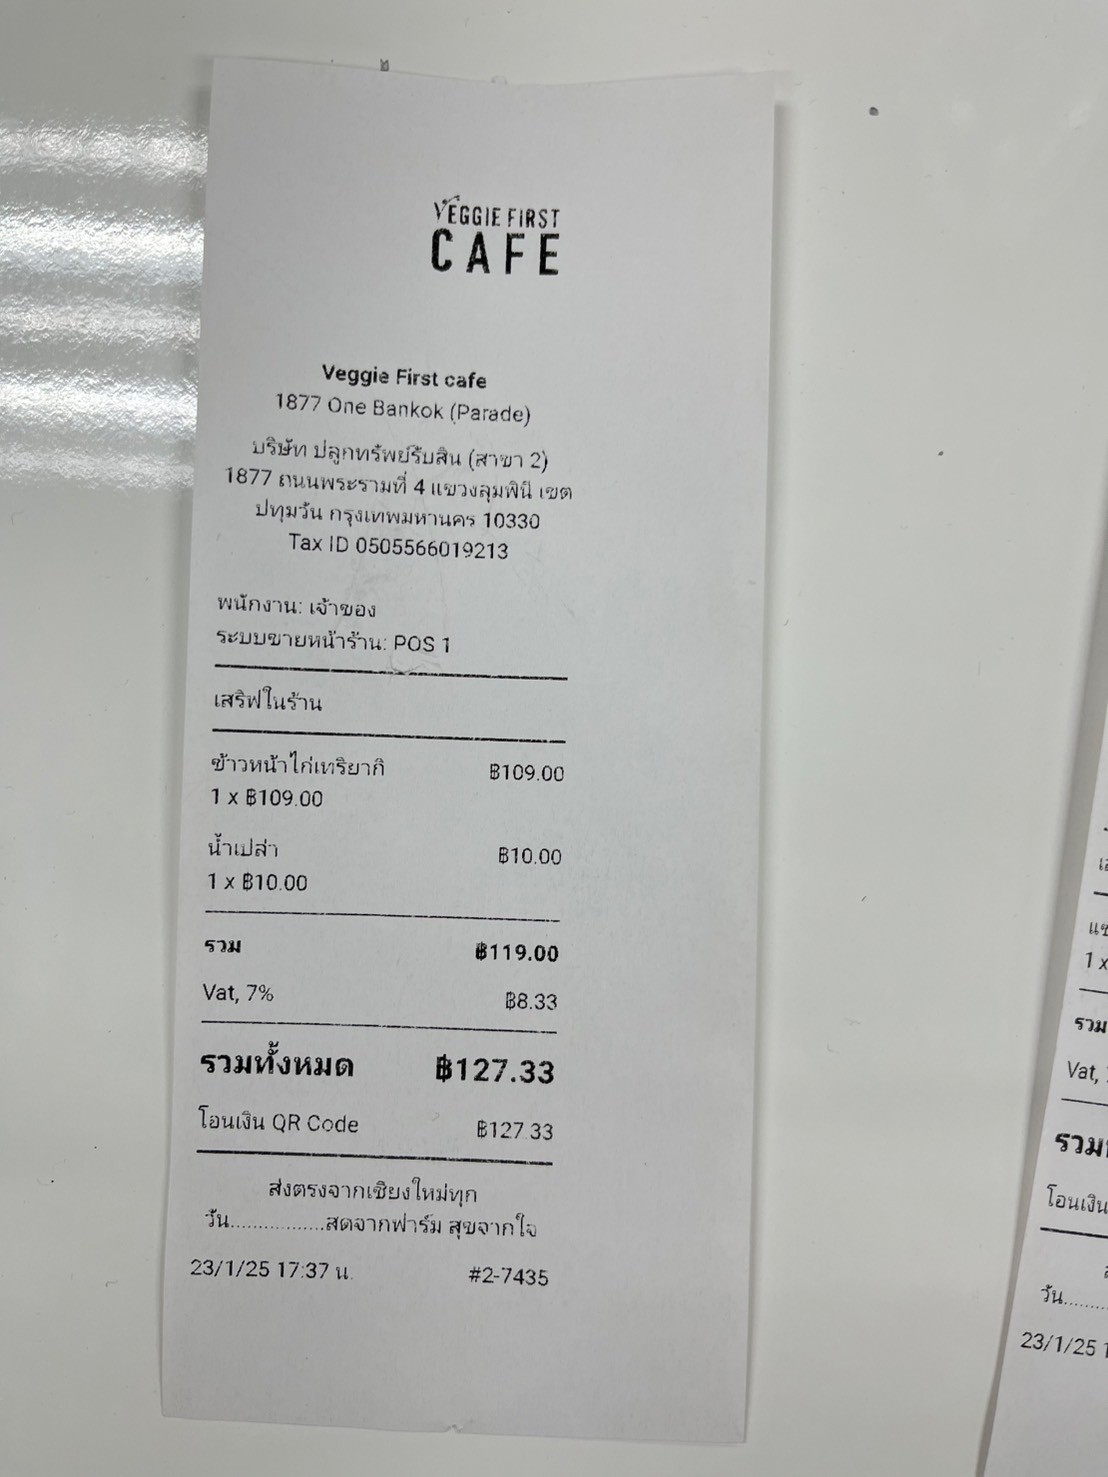 VEGGIE FIRST
CAFE
Veggie First cafe
1877 One Bankok (Parade)
บริษัท ปลูกทรัพย์รับสิน (สาขา 2)
1877 ถนนพระรามที่ 4 แขวงลุมพินี เขต
ปทุมวัน กรุงเทพมหานคร 10330
Tax ID 0505566019213
พนักงาน: เจ้าของ
ระบบขายหน้าร้าน: POS 1
เสริฟในร้าน
ข้าวหน้าไก่เทริยากิ ฿109.00
1 x ฿109.00
น้ำเปล่า ฿10.00
1 x ฿10.00
รวม ฿119.00
Vat, 7% ฿8.33
รวมทั้งหมด ฿127.33
โอนเงิน QR Code ฿127.33
ส่งตรงจากเชียงใหม่ทุก
วัน.................สดจากฟาร์ม สุขจากใจ
23/1/25 17:37 น. #2-7435
1 x
รวม
Vat,
รวม
โอนเงิน
วัน.......
23/1/25